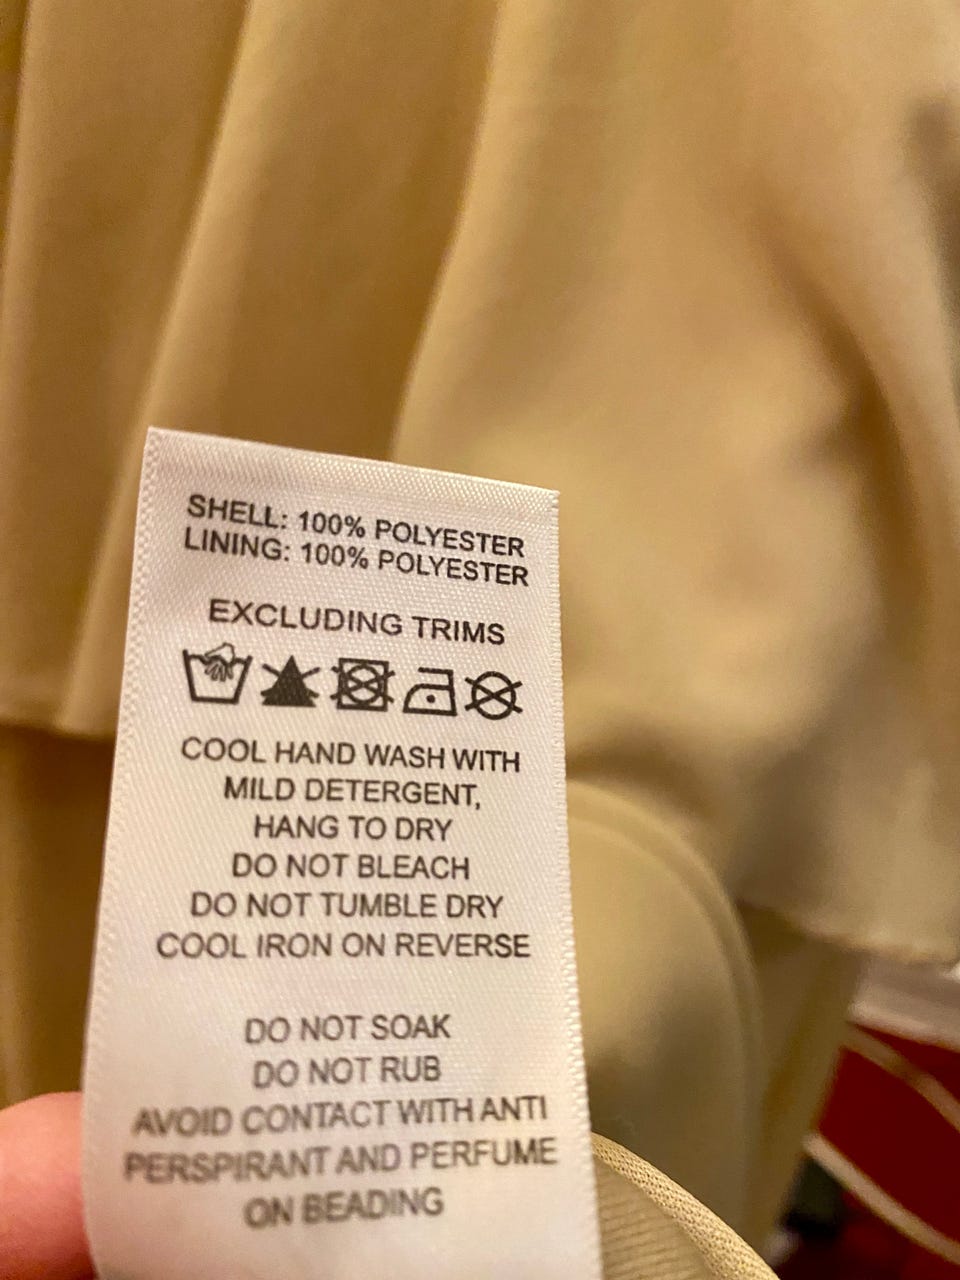 SHELL: 100% POLYESTER
LINING: 100% POLYESTER
EXCLUDING TRIMS
COOL HAND WASH WITH
MILD DETERGENT,
HANG TO DRY
DO NOT BLEACH
DO NOT TUMBLE DRY
COOL IRON ON REVERSE
DO NOT SOAK
DO NOT RUB
AVOID CONTACT WITH ANTI
PERSPIRANT AND PERFUME
ON BEADING